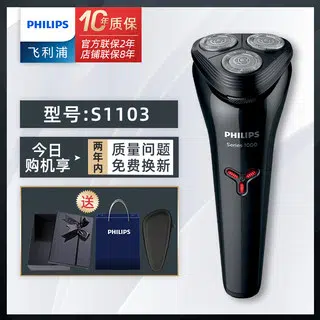 PHILIPS
飞利浦
10年质保
官方联保2年
店铺联保8年
型号:S1103
今日
购机享
两年内
质量问题
免费换新
送
PHILIPS
PHILIPS
Series 1000